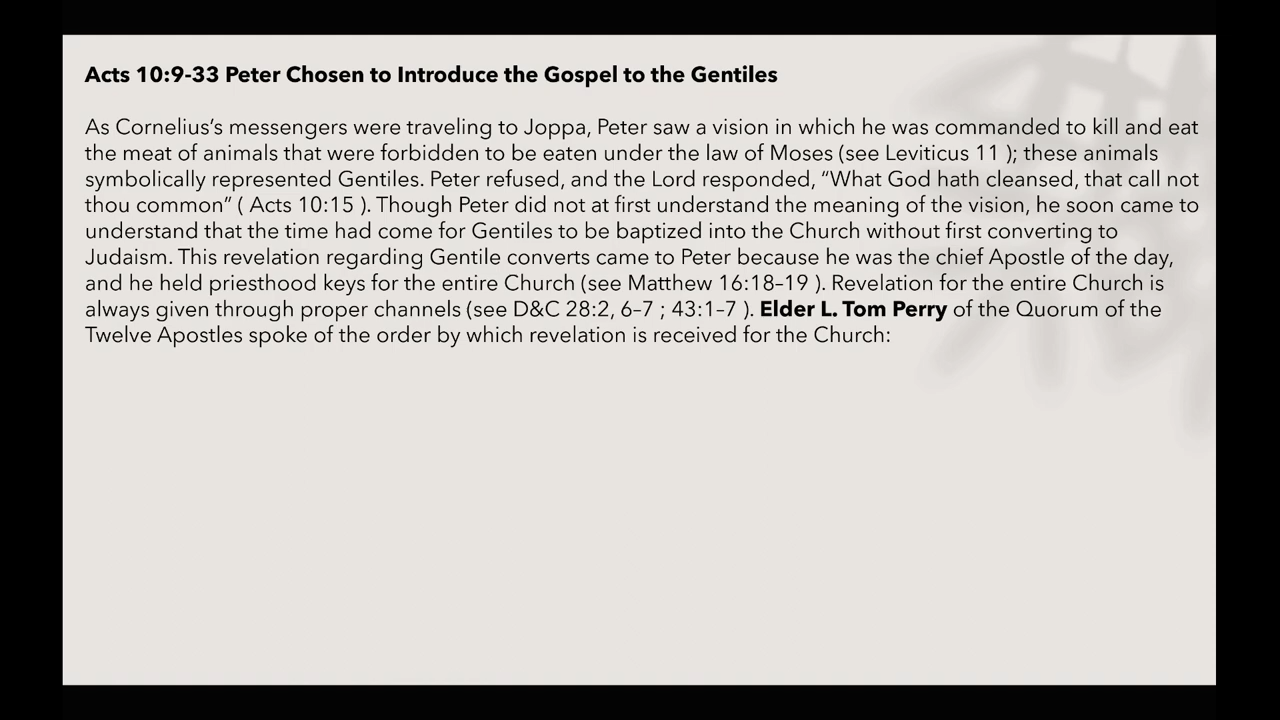 Acts 10:9-33 Peter Chosen to Introduce the Gospel to the Gentiles
As Cornelius’s messengers were traveling to Joppa, Peter saw a vision in which he was commanded to kill and eat
the meat of animals that were forbidden to be eaten under the law of Moses (see Leviticus 11 ); these animals
symbolically represented Gentiles. Peter refused, and the Lord responded, “What God hath cleansed, that call not
thou common” ( Acts 10:15 ). Though Peter did not at first understand the meaning of the vision, he soon came to
understand that the time had come for Gentiles to be baptized into the Church without first converting to
Judaism. This revelation regarding Gentile converts came to Peter because he was the chief Apostle of the day,
and he held priesthood keys for the entire Church (see Matthew 16:18–19 ). Revelation for the entire Church is
always given through proper channels (see D&C 28:2, 6–7 ; 43:1–7 ). Elder L. Tom Perry of the Quorum of the
Twelve Apostles spoke of the order by which revelation is received for the Church: